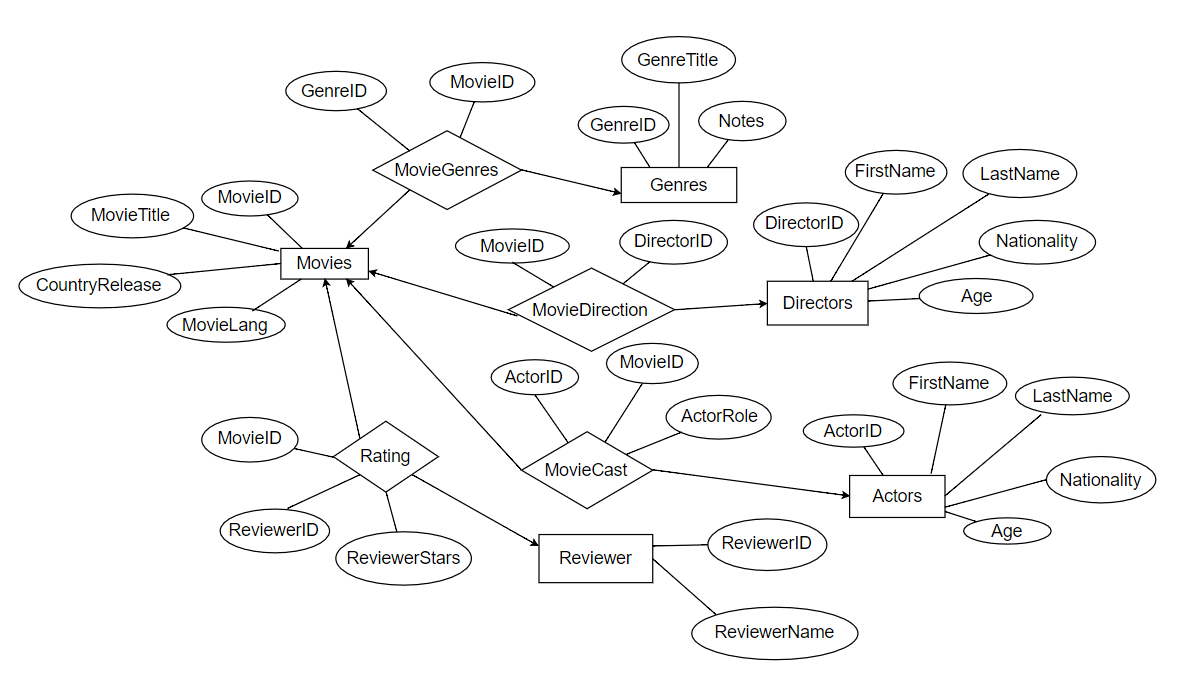 GenreTitle
GenreID
MovieID
GenreID
Notes
MovieGenres
Genres
FirstName
LastName
MovieID
MovieTitle
DirectorID
MovieID
DirectorID
Nationality
Movies
CountryRelease
Age
Directors
MovieDirection
MovieLang
MovieID
ActorID
FirstName
LastName
ActorRole
ActorID
MovieID
Rating
MovieCast
Nationality
Actors
ReviewerID
Age
ReviewerID
ReviewerStars
Reviewer
ReviewerName